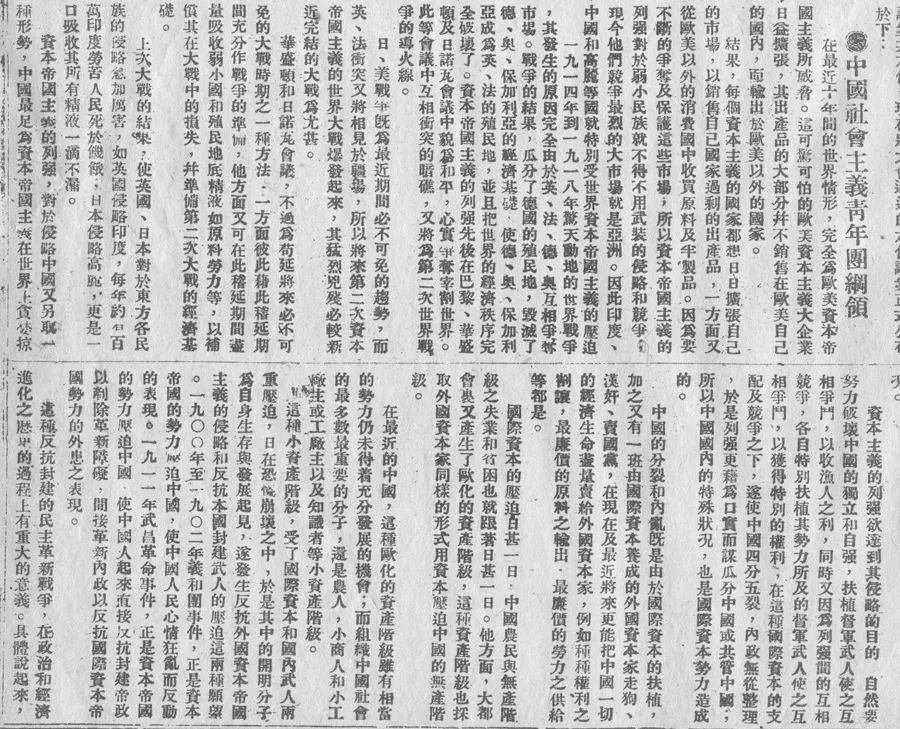 於下：
中國社會主義青年團綱領
在最近十年間的世界情形，完全為歐美資本帝
國主義所威脅。這可驚可怕的歐美資本主義大企業
日益擴張，其出產品的大部分幷不銷售在歐美自己
的國內，而輸出於歐美以外的國家。
結果，每個資本主義的國家都想日日擴張自己
的市場，以銷售自己國家過剩的出產品，一方面又
從歐美以外的消費國中收買原料及半製品。因為要
不斷的爭奪及保護這些市場，所以資本帝國主義的
列强對於弱小民族就不得不用武裝的侵略和競爭；
現今他們競爭最烈的大市場就是亞洲。因此印度、
中國和高麗等國就特別受世界資本帝國主義的壓迫
一九一四年到一九一八年驚天動地的世界戰爭
，其發生的原因完全由於英、法、德、奧互相爭奪
市場。戰爭的結果，瓜分了德國的殖民地，毀滅了
德、奧、保加利亞的經濟基礎，使德、奧、保加利
亞成為英、法的殖民地，並且把世界的經濟秩序完
全破壞了。資本帝國主義的列强先後在巴黎、華盛
頓及日諾瓦會議中貌為和平，心實爭奪宰割世界。
此等會議中互相衝突的暗礁，又將為第二次世界戰
爭的導火線。
日、美戰爭旣為最近期間必不可免的趨勢，而
英、法衝突又將相見於疆場，所以將來第二次資本
帝國主義的世界大戰爆發起來，其猛烈兇殘必較新
近完結的大戰為尤甚。
華盛頓和日諾瓦會議，不過為苟延將來必不可
免的大戰時期之一種方法；一方面彼此藉此稽延期
間充分作戰爭的準備，他方面又可在此稽延期間盡
量吸收弱小國和殖民地底精液如原料勞力等，以補
償其在大戰中的損失，幷準備第二次大戰的經濟基
礎
上次大戰的結果，使英國、日本對於東方各民
族的侵略愈加厲害，如英國侵略印度，每年約有百
萬印度勞苦人民死於饑餓；日本侵略高麗，更是一
口吸收其所有精液一滴不漏。
資本帝國主義的列强，對於侵略中國又另取一
種形勢，中國最足為資本帝國主義在世界上貪婪掠
資本主義的列强欲達到其侵略的目的 自然要
努力破壞中國的獨立和自强，扶植督軍武人使之互
相爭鬥，以收漁人之利，同時又因為列强間的互相
競爭，各自特別扶植其勢力所及的督軍武人使之互
相爭鬥，以獲得特別的權利；在這種國際資本的支
配及競爭之下，遂使中國四分五裂，內政無從整理
，於是列强更藉為口實而謀瓜分中國或共管中國；
所以中國國內的特殊狀況，也是國際資本勢力造成
的
中國的分裂和內亂旣是由於國際資本的扶植，
加之又有一班由國際資本養成的外國資本家走狗、
漢奸、賣國黨，在現在及最近將來更能把中國一切
的經濟生命盡量賣給外國資本家，例如種種權利之
割讓，最廉價的原料之輸出，最廉價的勞力之供給
等都是。
國際資本的壓迫日甚一日，中國農民與無產階
級之失業和貧困也就跟著日甚一日。他方面，大都
會裏又產生了歐化的資產階級，這種資產階級也採
取外國資本家同樣的形式用資本壓迫中國的無產階
級。
在最近的中國，這種歐化的資產階級雖有相當
的勢力仍未得着充分發展的機會；而組織中國社會
的最多數最重要的分子，還是農人，小商人和小工
廠主或工廠主以及知識者等小資產階級。
這種小資產階級，受了國際資本和國內武人兩
重壓迫，日在恐慌崩壞之中，於是其中的開明分子
為自身生存與發展起見，遂發生反抗外國資本帝國
主義的侵略和反抗本國封建武人的壓迫這兩種願望
。一九〇〇年至一九〇二年義和團事件，正是資本
帝國的勢力壓迫中國，使中國人民心情狂亂而反動
的表現。一九一一年武昌革命事件，正是資本帝國
的勢力壓迫中國 使中國人起來直接反抗封建帝政
以剷除革新障礙，間接革新內政以反抗國際資本帝
國勢力的外患之表現。
這種反抗封建的民主革新戰爭，在政治和經濟
進化之歷史的過程上有重大的意義。具體說起來，